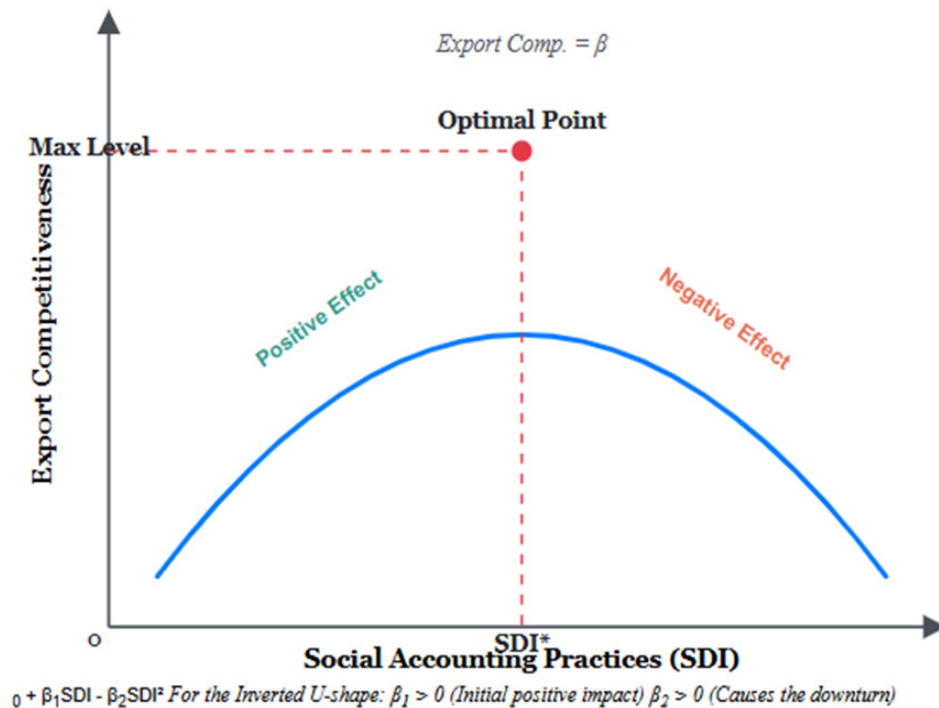 Export Comp. = β
Optimal Point
Max Level
Export Competitiveness
Positive Effect
Negative Effect
O
SDI*
Social Accounting Practices (SDI)
₀ + β₁SDI - β₂SDI² For the Inverted U-shape: β₁ > 0 (Initial positive impact) β₂ > 0 (Causes the downturn)